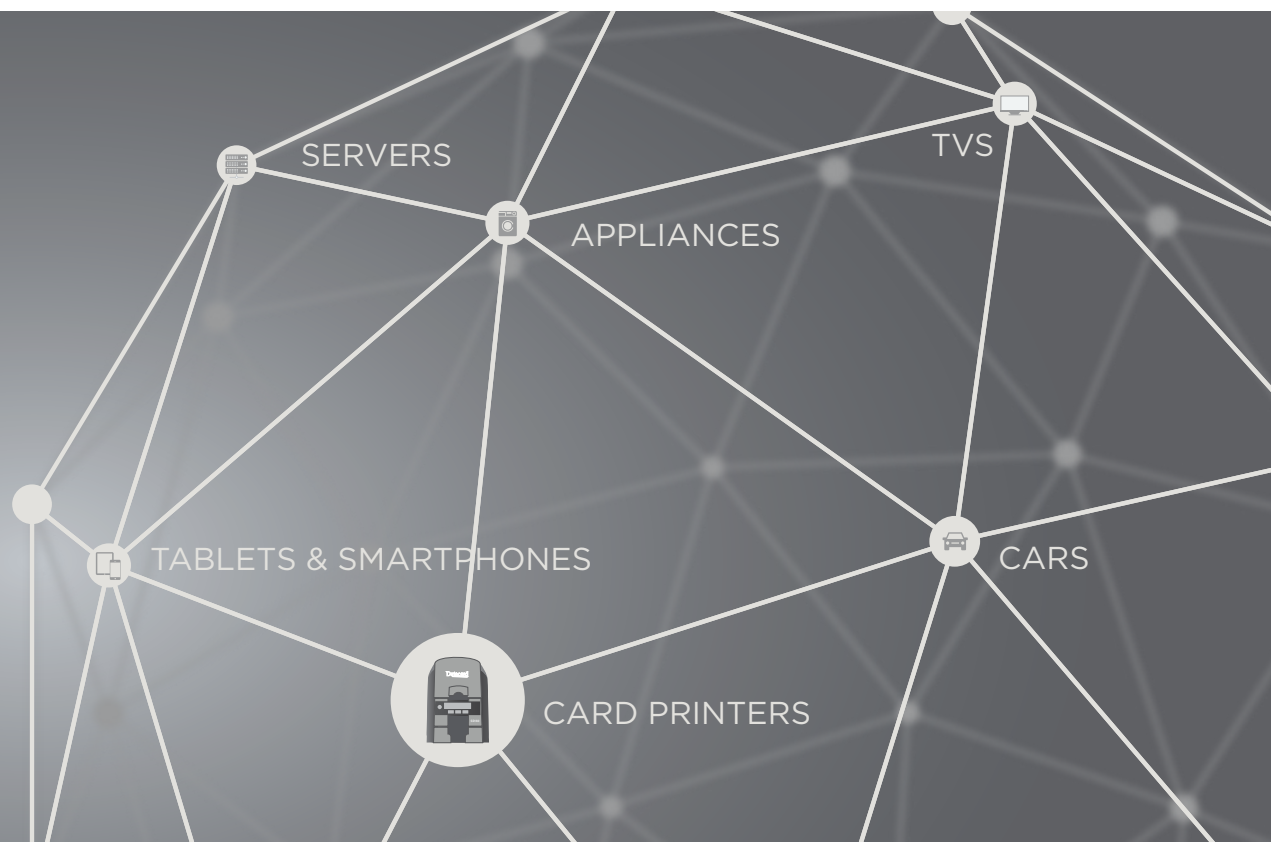 SERVERS
TVS
APPLIANCES
TABLETS & SMARTPHONES
CARS
CARD PRINTERS